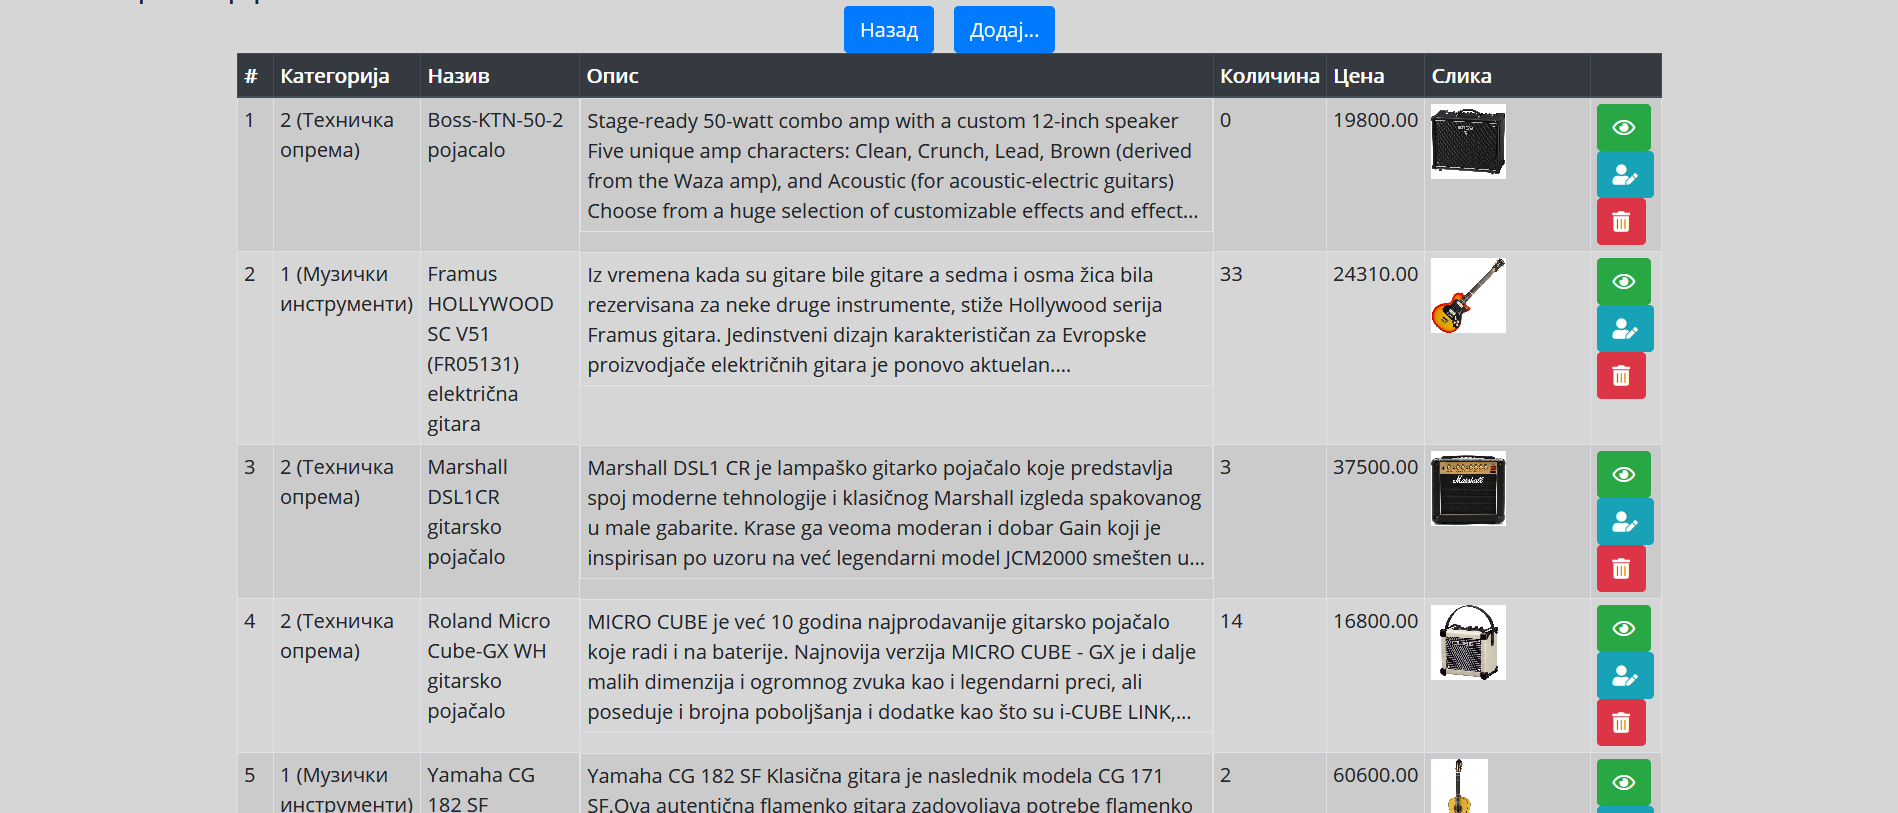 Назад Додај...
# Категорија Назив Опис Количина Цена Слика
1 2 (Техничка опрема) Boss-KTN-50-2 pojacalo
Stage-ready 50-watt combo amp with a custom 12-inch speaker
Five unique amp characters: Clean, Crunch, Lead, Brown (derived
from the Waza amp), and Acoustic (for acoustic-electric guitars)
Choose from a huge selection of customizable effects and effect...
0 19800.00
2 1 (Музички инструменти) Framus HOLLYWOOD SC V51 (FR05131) električna gitara
Iz vremena kada su gitare bile gitare a sedma i osma žica bila
rezervisana za neke druge instrumente, stiže Hollywood serija
Framus gitara. Jedinstveni dizajn karakterističan za Evropske
proizvodjače električnih gitara je ponovo aktuelan....
33 24310.00
3 2 (Техничка опрема) Marshall DSL1CR gitarsko pojačalo
Marshall DSL1 CR je lampaško gitarko pojačalo koje predstavlja
spoj moderne tehnologije i klasičnog Marshall izgleda spakovanog
u male gabarite. Krase ga veoma moderan i dobar Gain koji je
inspirisan po uzoru na već legendarni model JCM2000 smešten u...
3 37500.00
Marshall
4 2 (Техничка опрема) Roland Micro Cube-GX WH gitarsko pojačalo
MICRO CUBE je već 10 godina najprodavanije gitarsko pojačalo
koje radi i na baterije. Najnovija verzija MICRO CUBE - GX je i dalje
malih dimenzija i ogromnog zvuka kao i legendarni preci, ali
poseduje i brojna poboljšanja i dodatke kao što su i-CUBE LINK,...
14 16800.00
5 1 (Музички инструменти) Yamaha CG 182 SF
Yamaha CG 182 SF Klasična gitara je naslednik modela CG 171
SF.Ova autentična flamenko gitara zadovoljava potrebe flamenko
2 60600.00